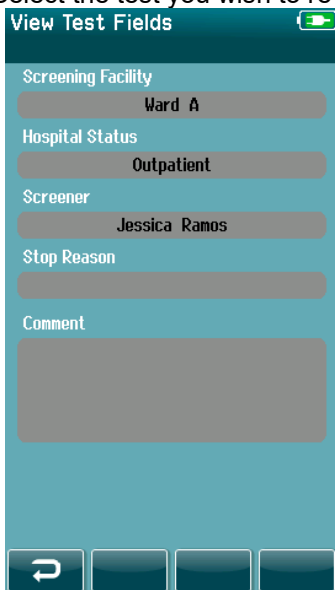 View Test Fields
Screening Facility
Ward A
Hospital Status
Outpatient
Screener
Jessica Ramos
Stop Reason
Comment